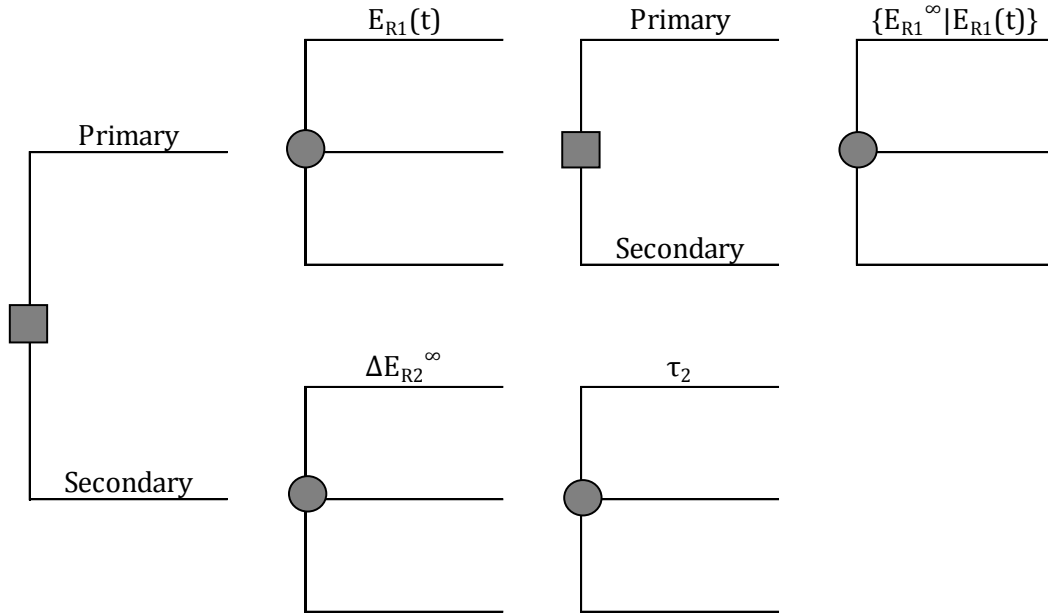 E_R1(t)
Primary
{E_R1^∞|E_R1(t)}
Primary
Secondary
ΔE_R2^∞
τ_2
Secondary